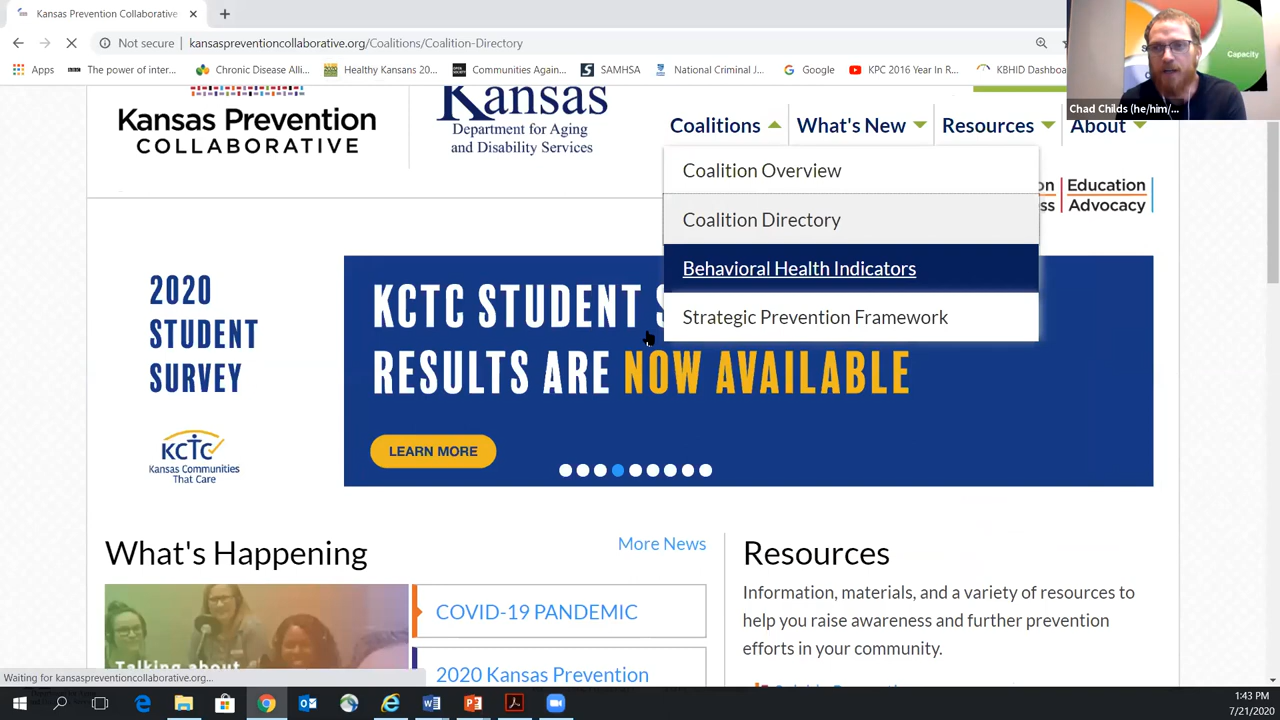 Kansas Prevention Collaborative
Not secure
kansaspreventioncollaborative.org/Coalitions/Coalition-Directory
Apps
The power of inter...
Chronic Disease Alli...
Healthy Kansans 20...
Communities Again...
SAMHSA
National Criminal J...
Google
KPC 2016 Year In R...
KBHID Dashboa
Capacity
Chad Childs (he/him/...
Kansas Prevention
COLLABORATIVE
Kansas
Department for Aging
and Disability Services
Coalitions
What's New
Resources
About
Coalition Overview
Coalition Directory
Behavioral Health Indicators
Strategic Prevention Framework
Education
Advocacy
2020
STUDENT
SURVEY
KCTC
Kansas Communities
That Care
KCTC STUDENT S
RESULTS ARE NOW AVAILABLE
LEARN MORE
What's Happening
More News
Talking about
COVID-19 PANDEMIC
2020 Kansas Prevention
Resources
Information, materials, and a variety of resources to
help you raise awareness and further prevention
efforts in your community.
Waiting for kansaspreventioncollaborative.org...
1:43 PM
7/21/2020